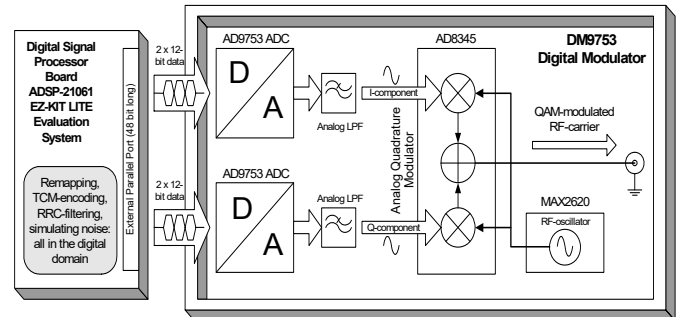 Digital Signal
Processor
Board
ADSP-21061
EZ-KIT LITE
Evaluation
System
Remapping,
TCM-encoding,
RRC-filtering,
simulating noise:
all in the digital
domain
External Parallel Port (48 bit long)
2 x 12-
bit data
2 x 12-
bit data
AD9753 ADC
D
A
Analog LPF
I-component
AD9753 ADC
D
A
Analog LPF
Q-component
Analog Quadrature
Modulator
AD8345
DM9753
Digital Modulator
QAM-modulated
RF-carrier
MAX2620
RF-oscillator